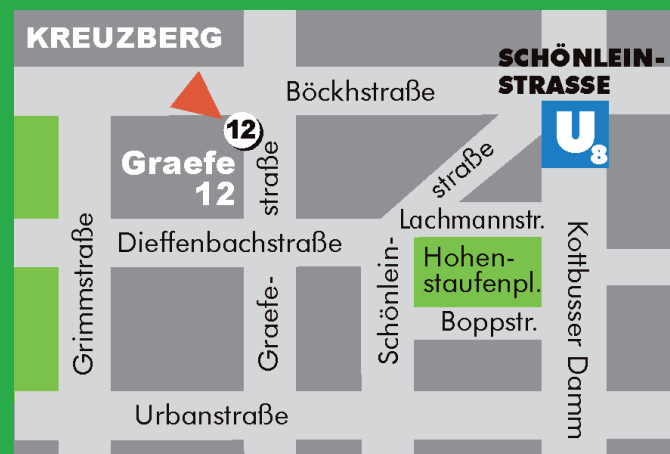 KREUZBERG
SCHÖNLEIN-
STRASSE
Böckhstraße
12
U8
Graefe
12
straße
straße
Lachmannstr.
Dieffenbachstraße
Hohen-
staufenpl.
Grimmstraße
Graefe-
Schönlein-
Kottbusser Damm
Boppstr.
Urbanstraße